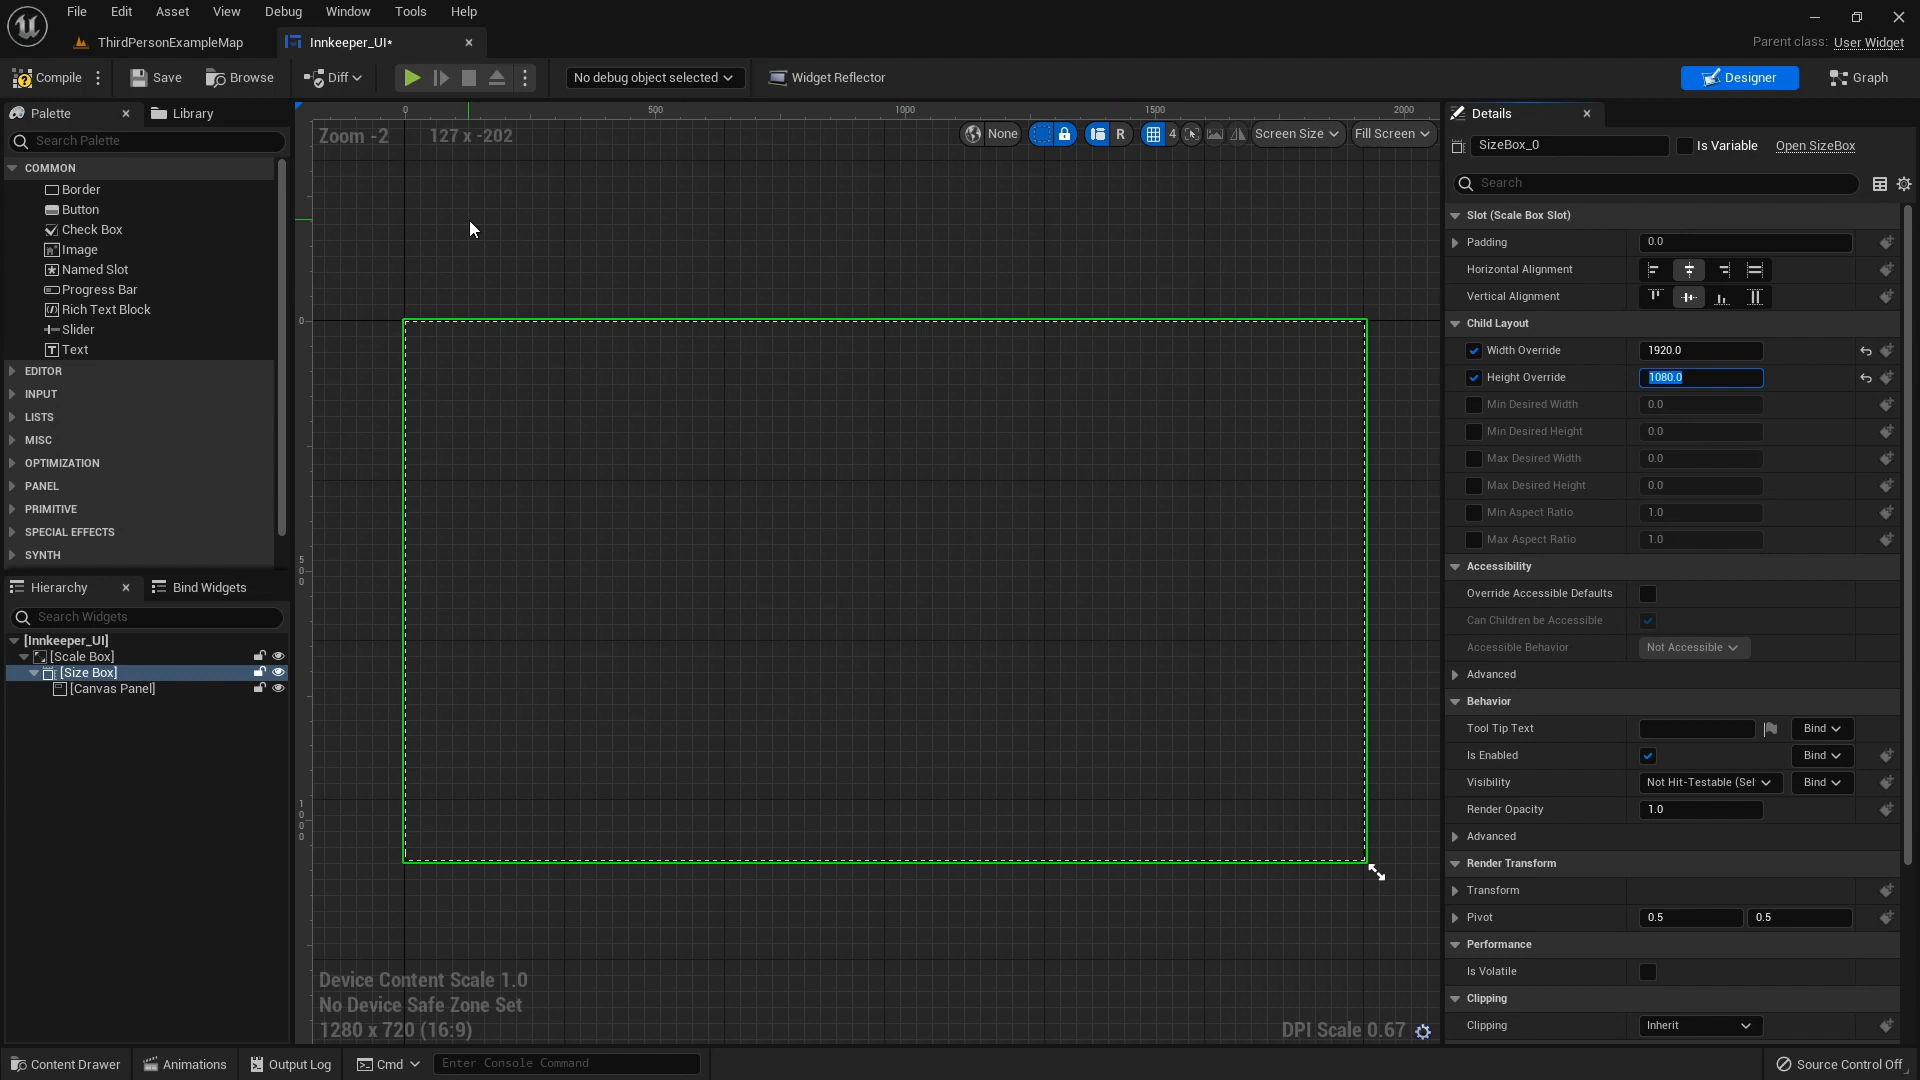 File Edit Asset View Debug Window Tools Help
ThirdPersonExampleMap Innkeeper_UI*
Parent class: User Widget
Compile Save Browse Diff No debug object selected Widget Reflector Designer Graph
Palette Library
Search Palette
COMMON
Border
Button
Check Box
Image
Named Slot
Progress Bar
Rich Text Block
Slider
Text
EDITOR
INPUT
LISTS
MISC
OPTIMIZATION
PANEL
PRIMITIVE
SPECIAL EFFECTS
SYNTH
Hierarchy Bind Widgets
Search Widgets
[Innkeeper_UI]
[Scale Box]
[Size Box]
[Canvas Panel]
0 500 1000 1500 2000
Zoom -2 127 x -202 None R 4 Screen Size Fill Screen
0
500
1000
Device Content Scale 1.0
No Device Safe Zone Set
1280 x 720 (16:9) DPI Scale 0.67
Details
SizeBox_0 Is Variable Open SizeBox
Search
Slot (Scale Box Slot)
Padding 0.0
Horizontal Alignment
Vertical Alignment
Child Layout
Width Override 1920.0
Height Override 1080.0
Min Desired Width 0.0
Min Desired Height 0.0
Max Desired Width 0.0
Max Desired Height 0.0
Min Aspect Ratio 1.0
Max Aspect Ratio 1.0
Accessibility
Override Accessible Defaults
Can Children be Accessible
Accessible Behavior Not Accessible
Advanced
Behavior
Tool Tip Text Bind
Is Enabled Bind
Visibility Not Hit-Testable (Sel Bind
Render Opacity 1.0
Advanced
Render Transform
Transform
Pivot 0.5 0.5
Performance
Is Volatile
Clipping
Clipping Inherit
Content Drawer Animations Output Log Cmd Enter Console Command Source Control Off